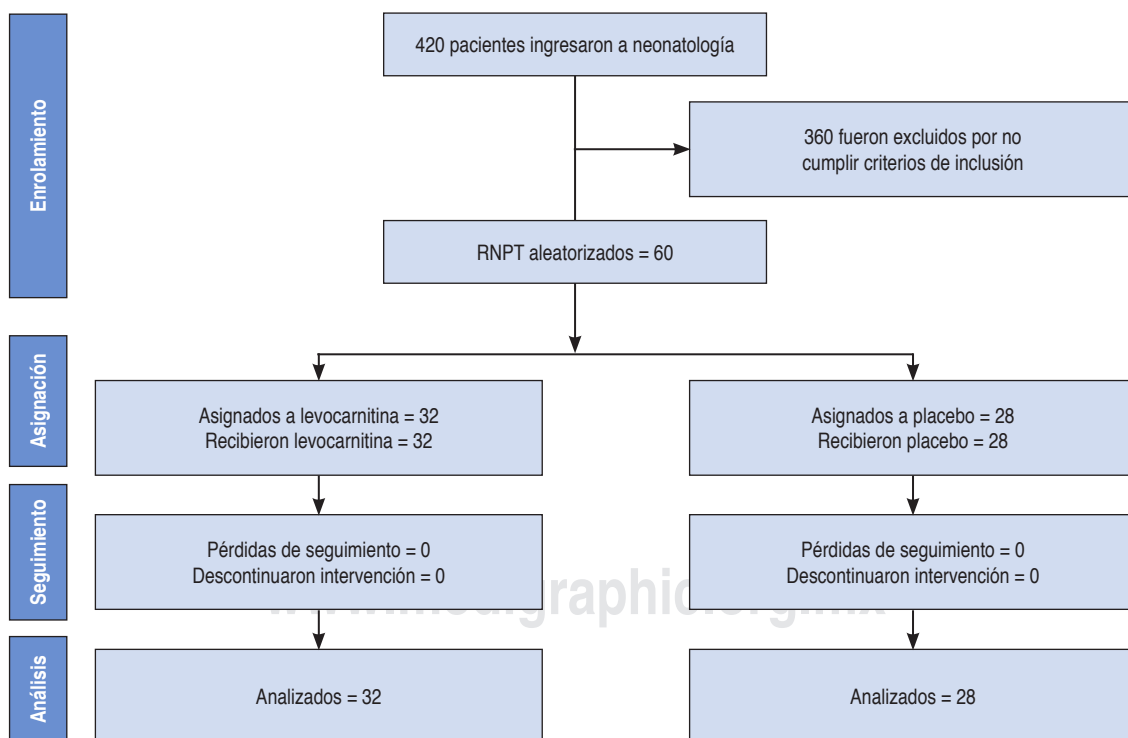 Enrolamiento
420 pacientes ingresaron a neonatología
360 fueron excluidos por no
cumplir criterios de inclusión
RNPT aleatorizados = 60
Asignación
Asignados a levocarnitina = 32
Recibieron levocarnitina = 32
Asignados a placebo = 28
Recibieron placebo = 28
Seguimiento
Pérdidas de seguimiento = 0
Descontinuaron intervención = 0
Pérdidas de seguimiento = 0
Descontinuaron intervención = 0
Análisis
Analizados = 32
Analizados = 28